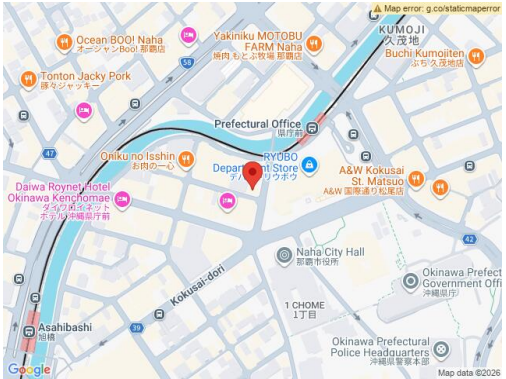 Map error: g.co/staticmaperror
Ocean BOO! Naha
オーシャンBoo! 那覇店
Yakiniku MOTOBU
FARM Naha
焼肉 もとぶ牧場 那覇店
KUMOJI
久茂地
Buchi Kumojiten
ぶち 久茂地店
58
Tonton Jacky Pork
豚々ジャッキー
Prefectural Office
県庁前
47
Oniku no Isshin
お肉の一心
RYUBO
Department Store
デパートリウボウ
A&W Kokusai
St. Matsuo
A&W 国際通り松尾店
Daiwa Roynet Hotel
Okinawa Kenchomae
ダイワロイネット
ホテル沖縄県庁前
42
Naha City Hall
那覇市役所
Kokusai-dori
Okinawa Prefect
Government Offi
沖縄県庁
1 CHOME
1丁目
Asahibashi
旭橋
39
Okinawa Prefectural
Police Headquarters
沖縄県警察本部
Google
Map data ©2026